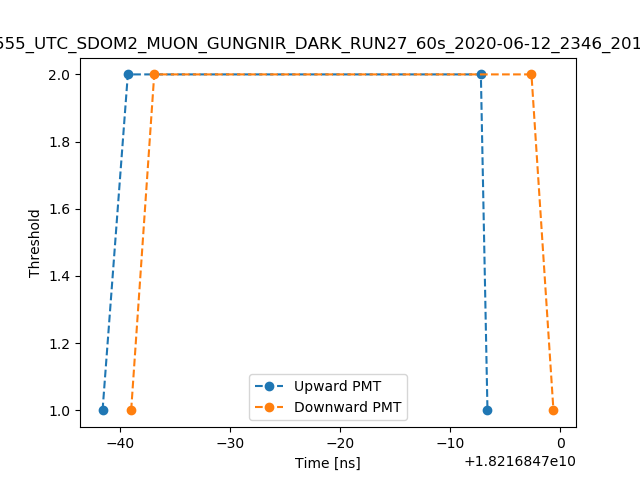 555_UTC_SDOM2_MUON_GUNGNIR_DARK_RUN27_60s_2020-06-12_2346_201
2.0
1.8
1.6
1.4
1.2
1.0
Threshold
Upward PMT
Downward PMT
−40
−30
−20
−10
0
Time [ns]
+1.8216847e10